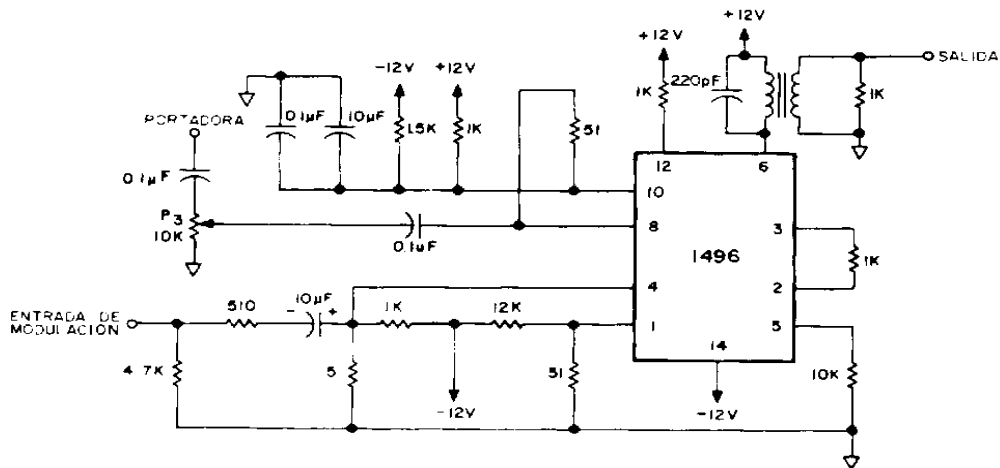 +12V
+12V
SALIDA
-12V
+12V
1K
220pF
1K
PORTADORA
0.1µF
10µF
1.5K
1K
51
12
6
0.1µF
10
P3
10K
8
3
0.1µF
1496
1K
4
2
510
10µF
- +
1K
12K
ENTRADA DE
MODULACIÓN
1
5
14
4.7K
5
51
10K
-12V
-12V